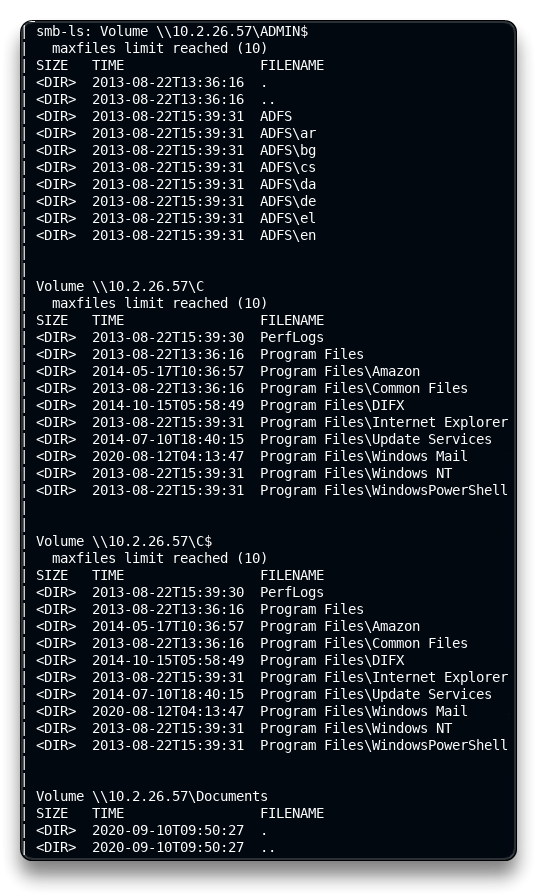 | smb-ls: Volume \\10.2.26.57\ADMIN$
|   maxfiles limit reached (10)
| SIZE   TIME                 FILENAME
| <DIR>  2013-08-22T13:36:16  .
| <DIR>  2013-08-22T13:36:16  ..
| <DIR>  2013-08-22T15:39:31  ADFS
| <DIR>  2013-08-22T15:39:31  ADFS\ar
| <DIR>  2013-08-22T15:39:31  ADFS\bg
| <DIR>  2013-08-22T15:39:31  ADFS\cs
| <DIR>  2013-08-22T15:39:31  ADFS\da
| <DIR>  2013-08-22T15:39:31  ADFS\de
| <DIR>  2013-08-22T15:39:31  ADFS\el
| <DIR>  2013-08-22T15:39:31  ADFS\en
|
|
| Volume \\10.2.26.57\C
|   maxfiles limit reached (10)
| SIZE   TIME                 FILENAME
| <DIR>  2013-08-22T15:39:30  PerfLogs
| <DIR>  2013-08-22T13:36:16  Program Files
| <DIR>  2014-05-17T10:36:57  Program Files\Amazon
| <DIR>  2013-08-22T13:36:16  Program Files\Common Files
| <DIR>  2014-10-15T05:58:49  Program Files\DIFX
| <DIR>  2013-08-22T15:39:31  Program Files\Internet Explorer
| <DIR>  2014-07-10T18:40:15  Program Files\Update Services
| <DIR>  2020-08-12T04:13:47  Program Files\Windows Mail
| <DIR>  2013-08-22T15:39:31  Program Files\Windows NT
| <DIR>  2013-08-22T15:39:31  Program Files\WindowsPowerShell
|
|
| Volume \\10.2.26.57\C$
|   maxfiles limit reached (10)
| SIZE   TIME                 FILENAME
| <DIR>  2013-08-22T15:39:30  PerfLogs
| <DIR>  2013-08-22T13:36:16  Program Files
| <DIR>  2014-05-17T10:36:57  Program Files\Amazon
| <DIR>  2013-08-22T13:36:16  Program Files\Common Files
| <DIR>  2014-10-15T05:58:49  Program Files\DIFX
| <DIR>  2013-08-22T15:39:31  Program Files\Internet Explorer
| <DIR>  2014-07-10T18:40:15  Program Files\Update Services
| <DIR>  2020-08-12T04:13:47  Program Files\Windows Mail
| <DIR>  2013-08-22T15:39:31  Program Files\Windows NT
| <DIR>  2013-08-22T15:39:31  Program Files\WindowsPowerShell
|
|
| Volume \\10.2.26.57\Documents
| SIZE   TIME                 FILENAME
| <DIR>  2020-09-10T09:50:27  .
| <DIR>  2020-09-10T09:50:27  ..